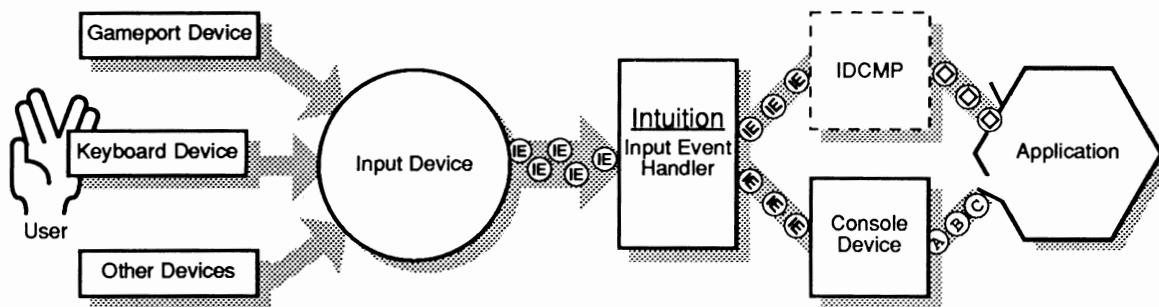 Gameport Device
Keyboard Device
User
Other Devices
Input Device
IE IE IE IE IE IE
Intuition
Input Event
Handler
IE IE IE
IE IE IE
IDCMP
Console
Device
A B C
Application